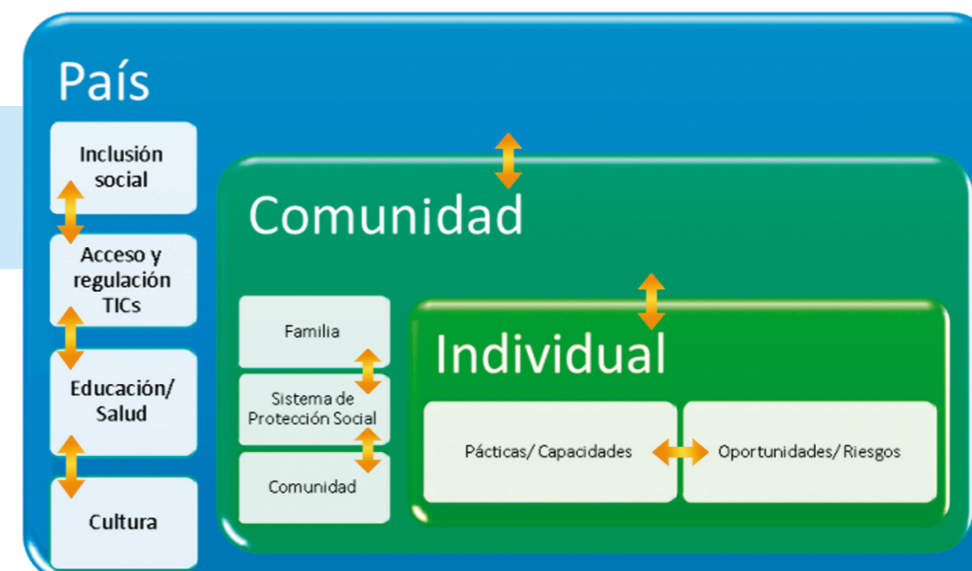 País
Inclusión
social
Acceso y
regulación
TICs
Educación/
Salud
Cultura
Comunidad
Familia
Sistema de
Protección Social
Comunidad
Individual
Pácticas/ Capacidades
Oportunidades/ Riesgos